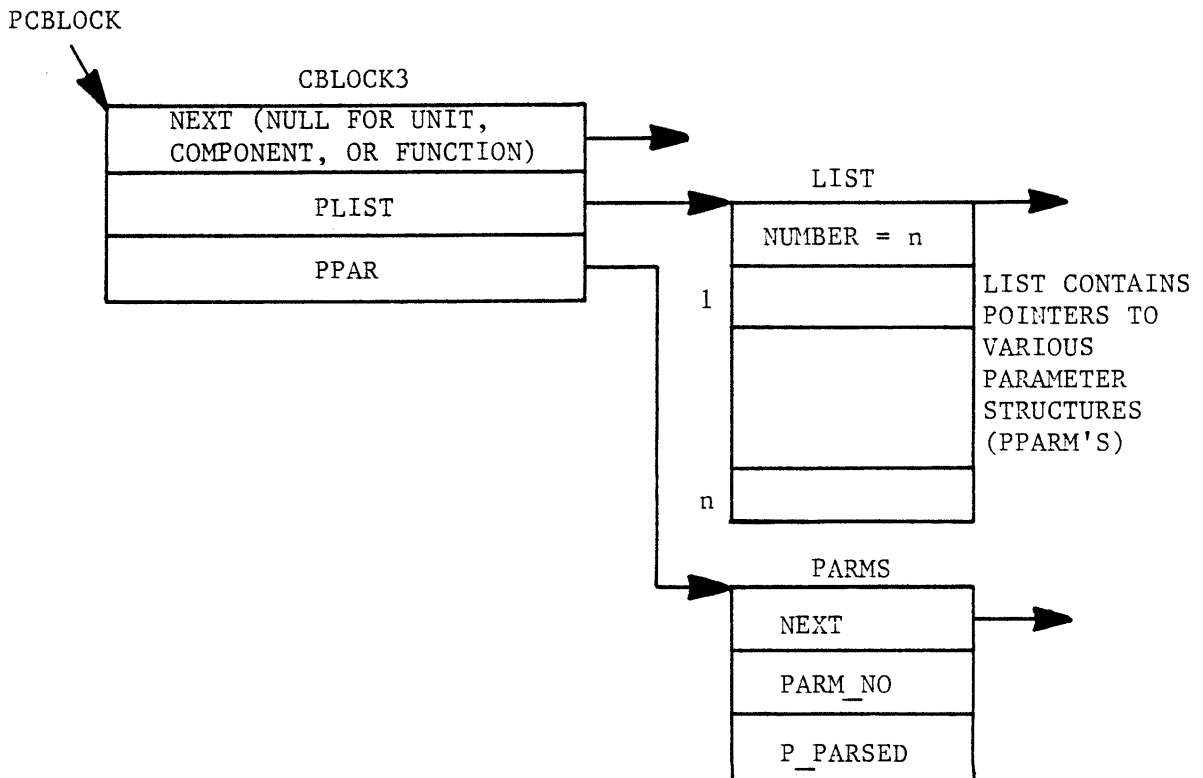 PCBLOCK
CBLOCK3
NEXT (NULL FOR UNIT,
COMPONENT, OR FUNCTION)
PLIST
PPAR
LIST
NUMBER = n
1
n
LIST CONTAINS
POINTERS TO
VARIOUS
PARAMETER
STRUCTURES
(PPARM'S)
PARMS
NEXT
PARM_NO
P_PARSED